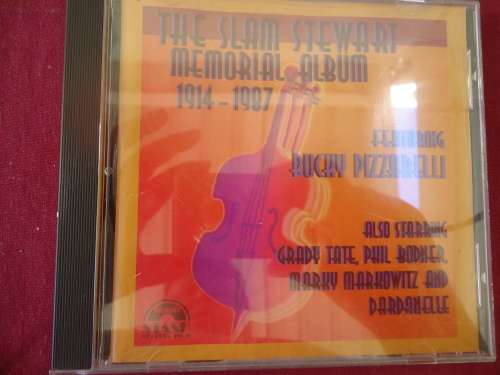 THE SLAM STEWART
MEMORIAL ALBUM
1914-1987
FEATURING
BUCKY PIZZARELLI
ALSO STARRING
GRADY TATE, PHIL BODNER,
MARKY MARKOWITZ AND
DARDANELLE
STASH